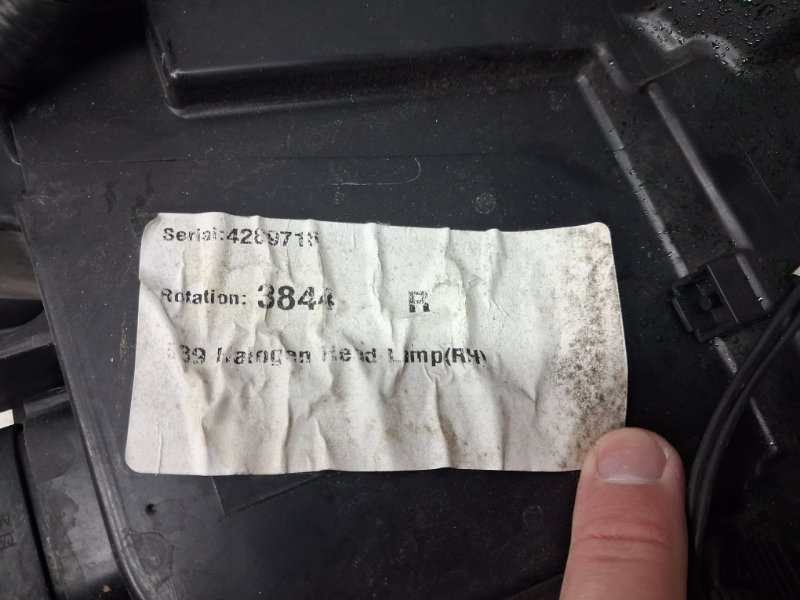 Serial:4289718
Rotation: 3844 R
Halogen Head Lamp(RH)